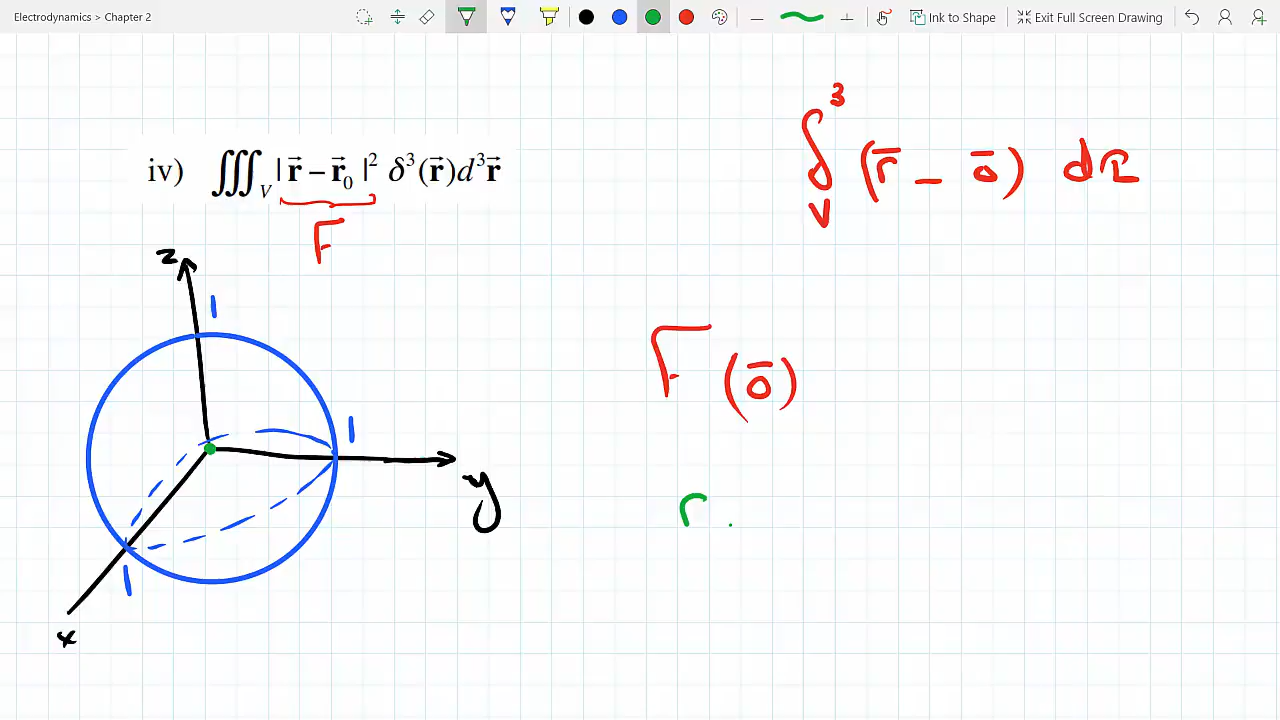 Electrodynamics > Chapter 2
Ink to Shape
Exit Full Screen Drawing
iv) ∭_V | r⃗ − r⃗₀ |² δ³(r⃗)d³r⃗
F
δ³ (r̄ − ō) dr
V
z
1
1
y
1
x
F (ō)
r